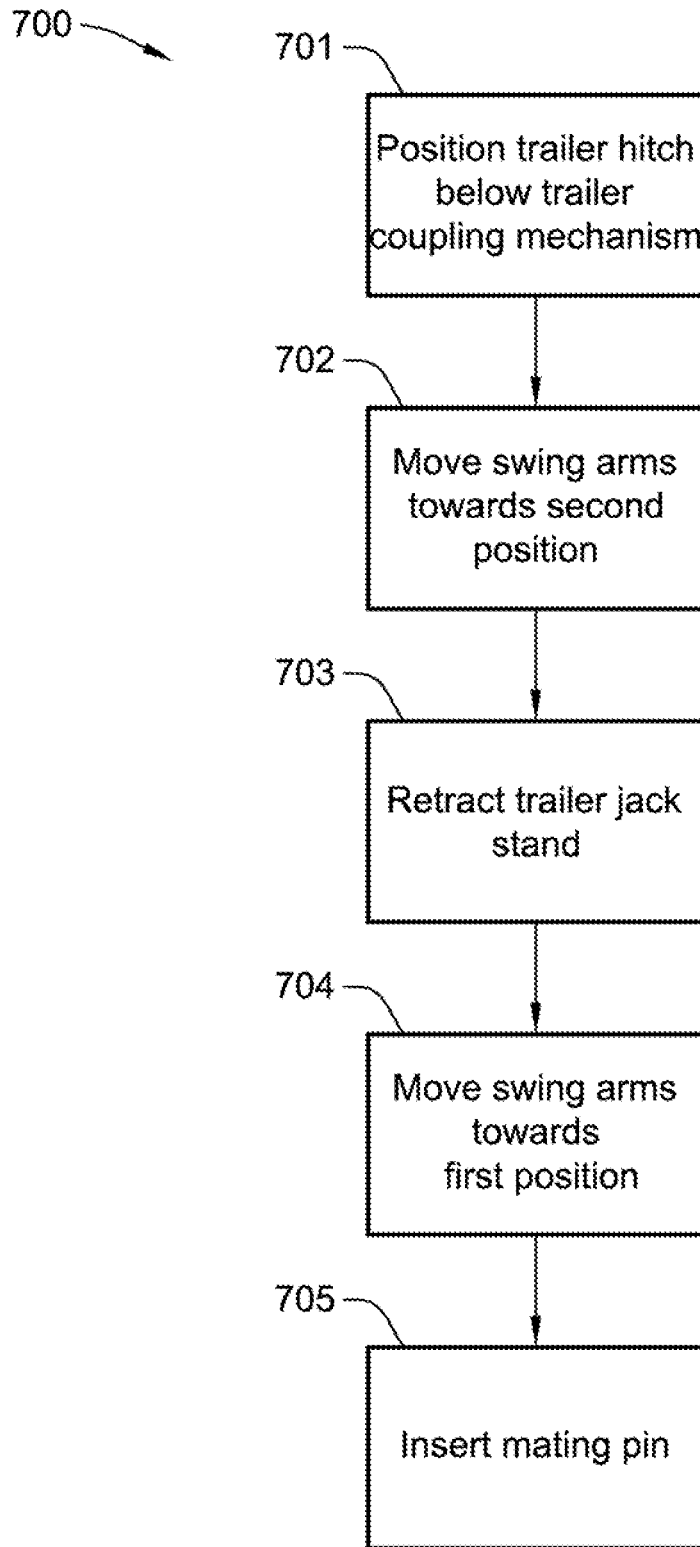 700
701
Position trailer hitch
below trailer
coupling mechanism
702
Move swing arms
towards second
position
703
Retract trailer jack
stand
704
Move swing arms
towards
first position
705
Insert mating pin